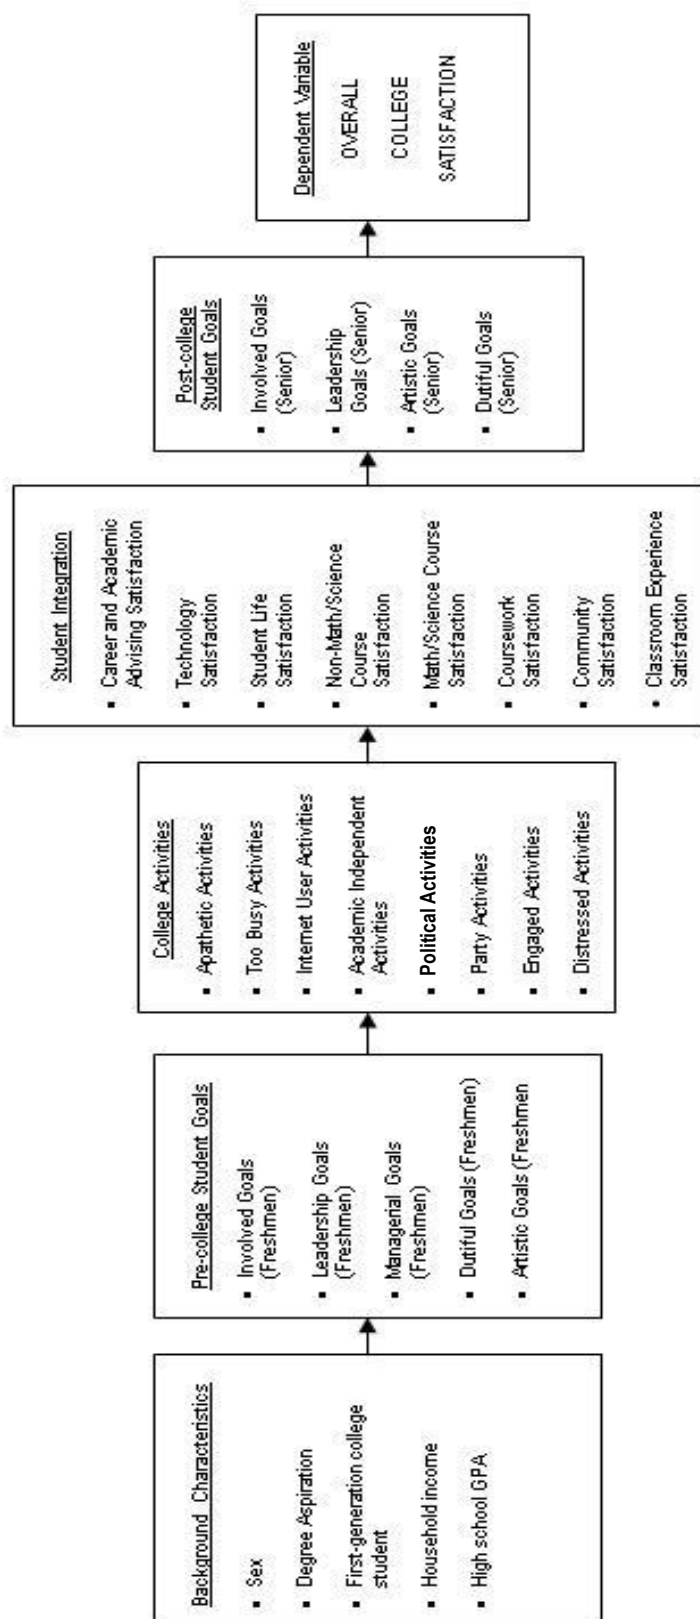 Background Characteristics
▪ Sex
▪ Degree Aspiration
▪ First-generation college
student
▪ Household income
▪ High school GPA
Pre-college Student Goals
▪ Involved Goals
(Freshmen)
▪ Leadership Goals
(Freshmen)
▪ Managerial Goals
(Freshmen)
▪ Dutiful Goals (Freshmen)
▪ Artistic Goals (Freshmen
College Activities
▪ Apathetic Activities
▪ Too Busy Activities
▪ Internet User Activities
▪ Academic Independent
Activities
▪ Political Activities
▪ Party Activities
▪ Engaged Activities
▪ Distressed Activities
Student Integration
▪ Career and Academic
Advising Satisfaction
▪ Technology
Satisfaction
▪ Student Life
Satisfaction
▪ Non-Math/Science
Course
Satisfaction
▪ Math/Science Course
Satisfaction
▪ Coursework
Satisfaction
▪ Community
Satisfaction
▪ Classroom Experience
Satisfaction
Post-college
Student Goals
▪ Involved Goals
(Senior)
▪ Leadership
Goals (Senior)
▪ Artistic Goals
(Senior)
▪ Dutiful Goals
(Senior)
Dependent Variable
OVERALL
COLLEGE
SATISFACTION